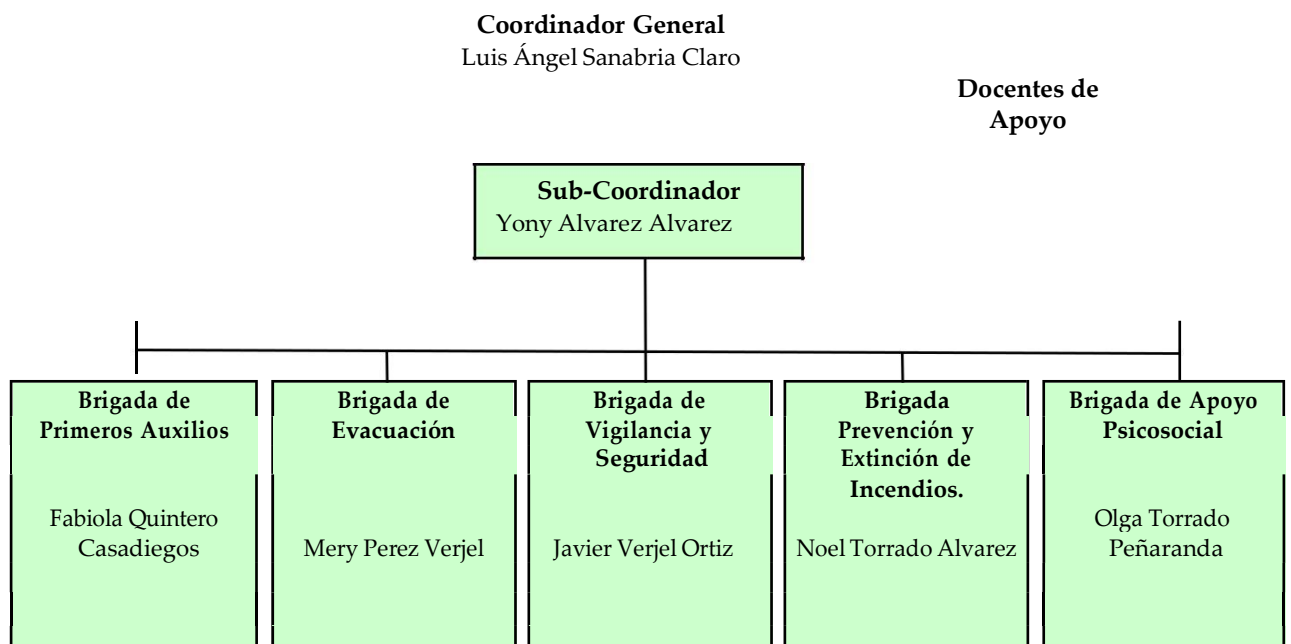 Coordinador General
Luis Ángel Sanabria Claro
Docentes de
Apoyo
Sub-Coordinador
Yony Alvarez Alvarez
Brigada de
Primeros Auxilios
Fabiola Quintero
Casadiegos
Brigada de
Evacuación
Mery Perez Verjel
Brigada de
Vigilancia y
Seguridad
Javier Verjel Ortiz
Brigada
Prevención y
Extinción de
Incendios.
Noel Torrado Alvarez
Brigada de Apoyo
Psicosocial
Olga Torrado
Peñaranda